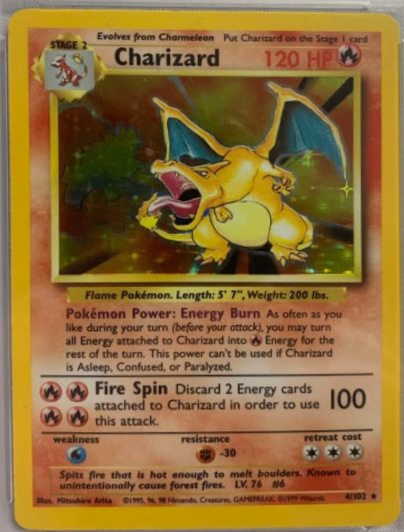 Evolves from Charmeleon Put Charizard on the Stage 1 card
STAGE 2
Charizard 120 HP
Flame Pokémon. Length: 5' 7", Weight: 200 lbs.
Pokémon Power: Energy Burn As often as you
like during your turn (before your attack), you may turn
all Energy attached to Charizard into Energy for the
rest of the turn. This power can't be used if Charizard
is Asleep, Confused, or Paralyzed.
Fire Spin Discard 2 Energy cards
attached to Charizard in order to use 100
this attack.
weakness resistance retreat cost
-30
Spits fire that is hot enough to melt boulders. Known to
unintentionally cause forest fires. LV. 76 #6
Illus. Mitsuhiro Arita ©1995, 96, 98 Nintendo, Creatures, GAMEFREAK. ©1999 Wizards. 4/102 ★